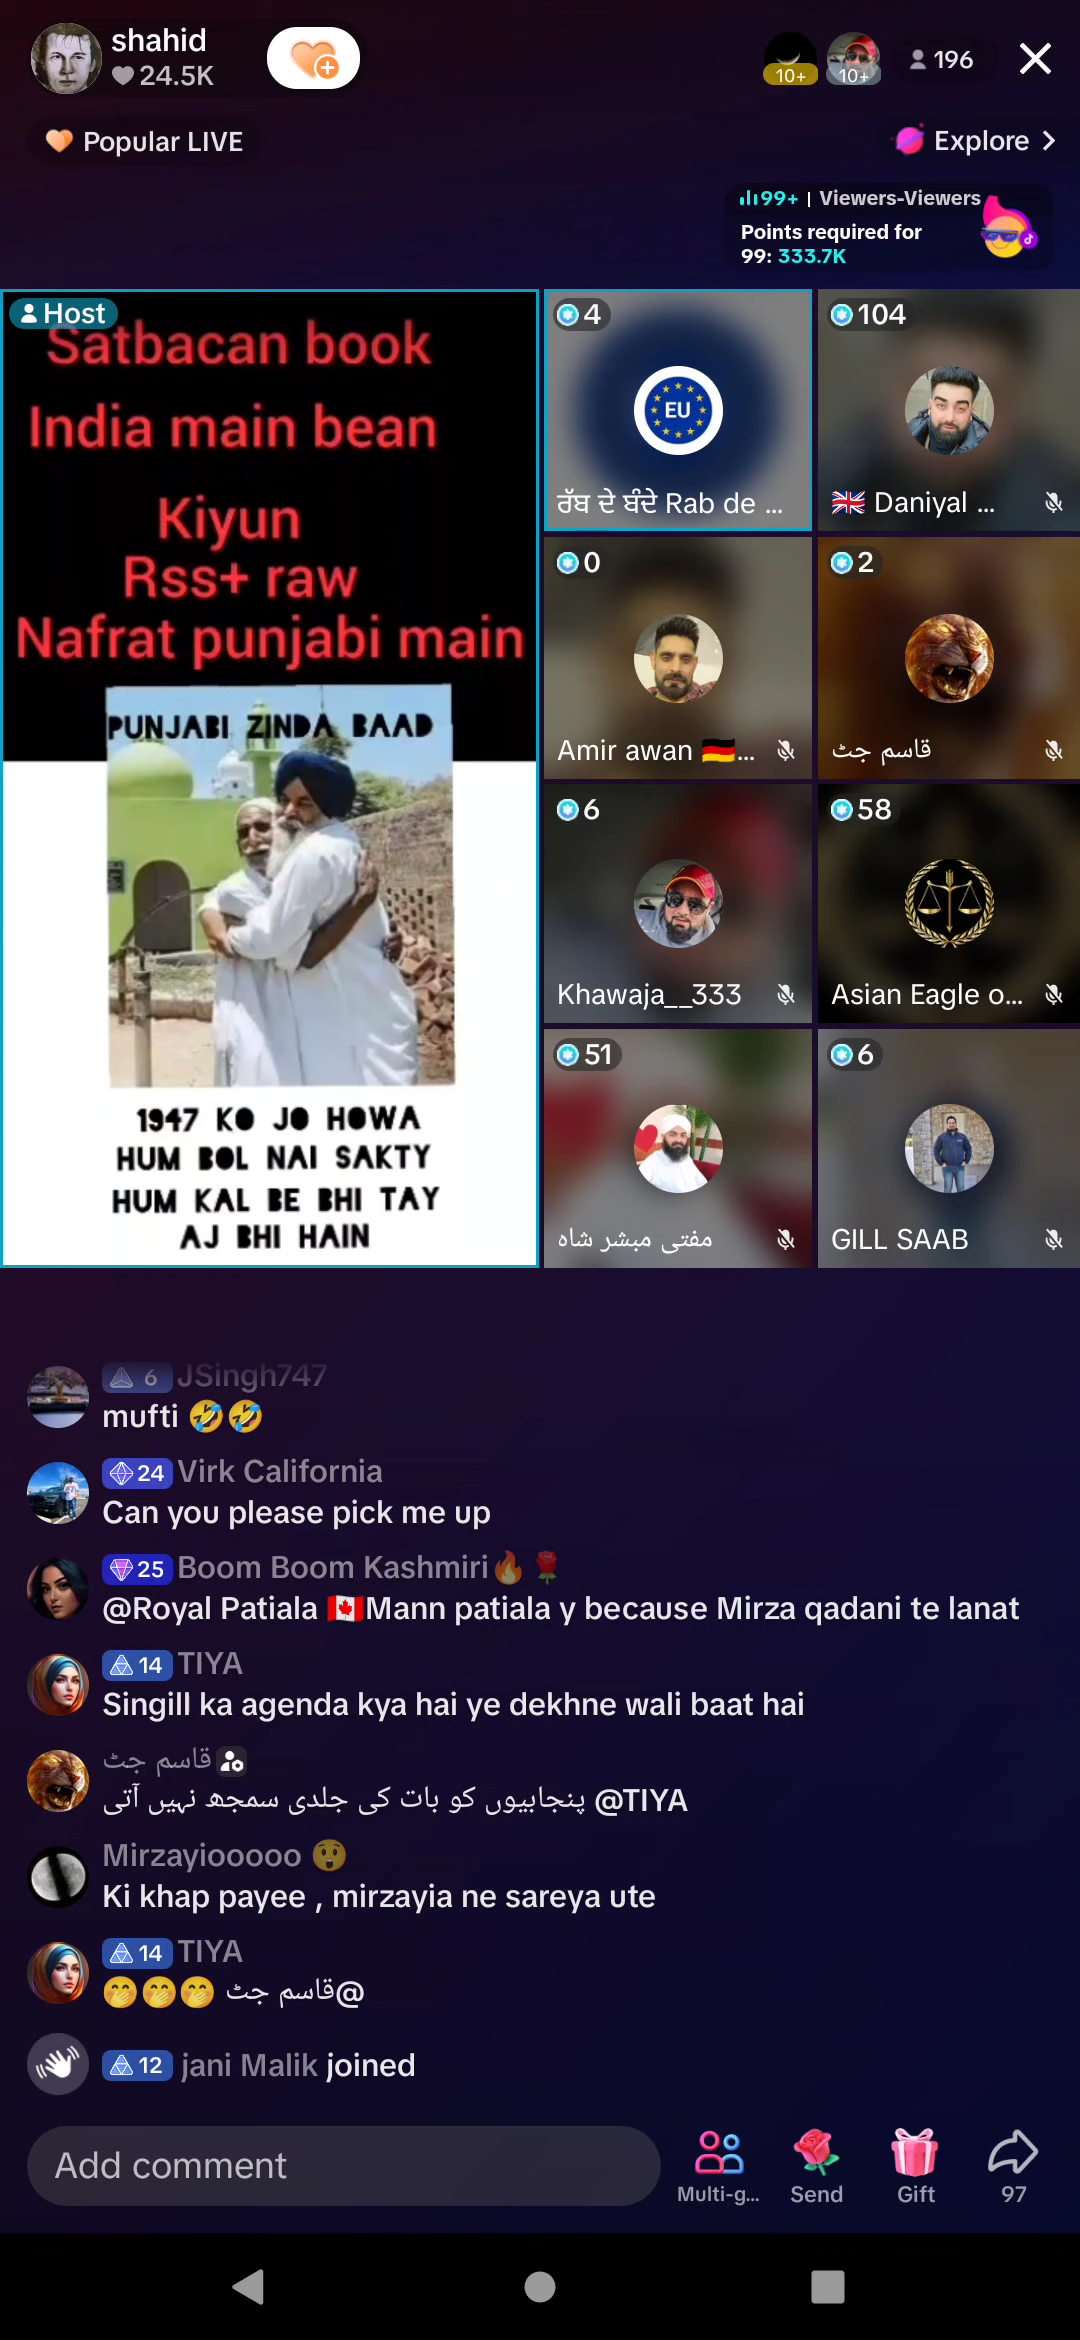 shahid
24.5K
10+
10+
196
Popular LIVE
Explore
99+ | Viewers-Viewers
Points required for
99: 333.7K
Host
Satbacan book
India main bean
Kiyun
Rss+ raw
Nafrat punjabi main
PUNJABI ZINDA BAAD
1947 KO JO HOWA
HUM BOL NAI SAKTY
HUM KAL BE BHI TAY
AJ BHI HAIN
4
EU
ਰੱਬ ਦੇ ਬੰਦੇ Rab de ...
104
🇬🇧 Daniyal ...
0
Amir awan 🇩🇪...
2
قاسم جٹ
6
Khawaja__333
58
Asian Eagle o...
51
مفتی مبشر شاہ
6
GILL SAAB
6 JSingh747
mufti 🤣🤣
24 Virk California
Can you please pick me up
25 Boom Boom Kashmiri🔥🌹
@Royal Patiala 🇨🇦Mann patiala y because Mirza qadani te lanat
14 TIYA
Singill ka agenda kya hai ye dekhne wali baat hai
قاسم جٹ
@TIYA پنجابیوں کو بات کی جلدی سمجھ نہیں آتی
Mirzayiooooo 😲
Ki khap payee , mirzayia ne sareya ute
14 TIYA
@قاسم جٹ 🤭🤭🤭
12 jani Malik joined
Add comment
Multi-g...
Send
Gift
97